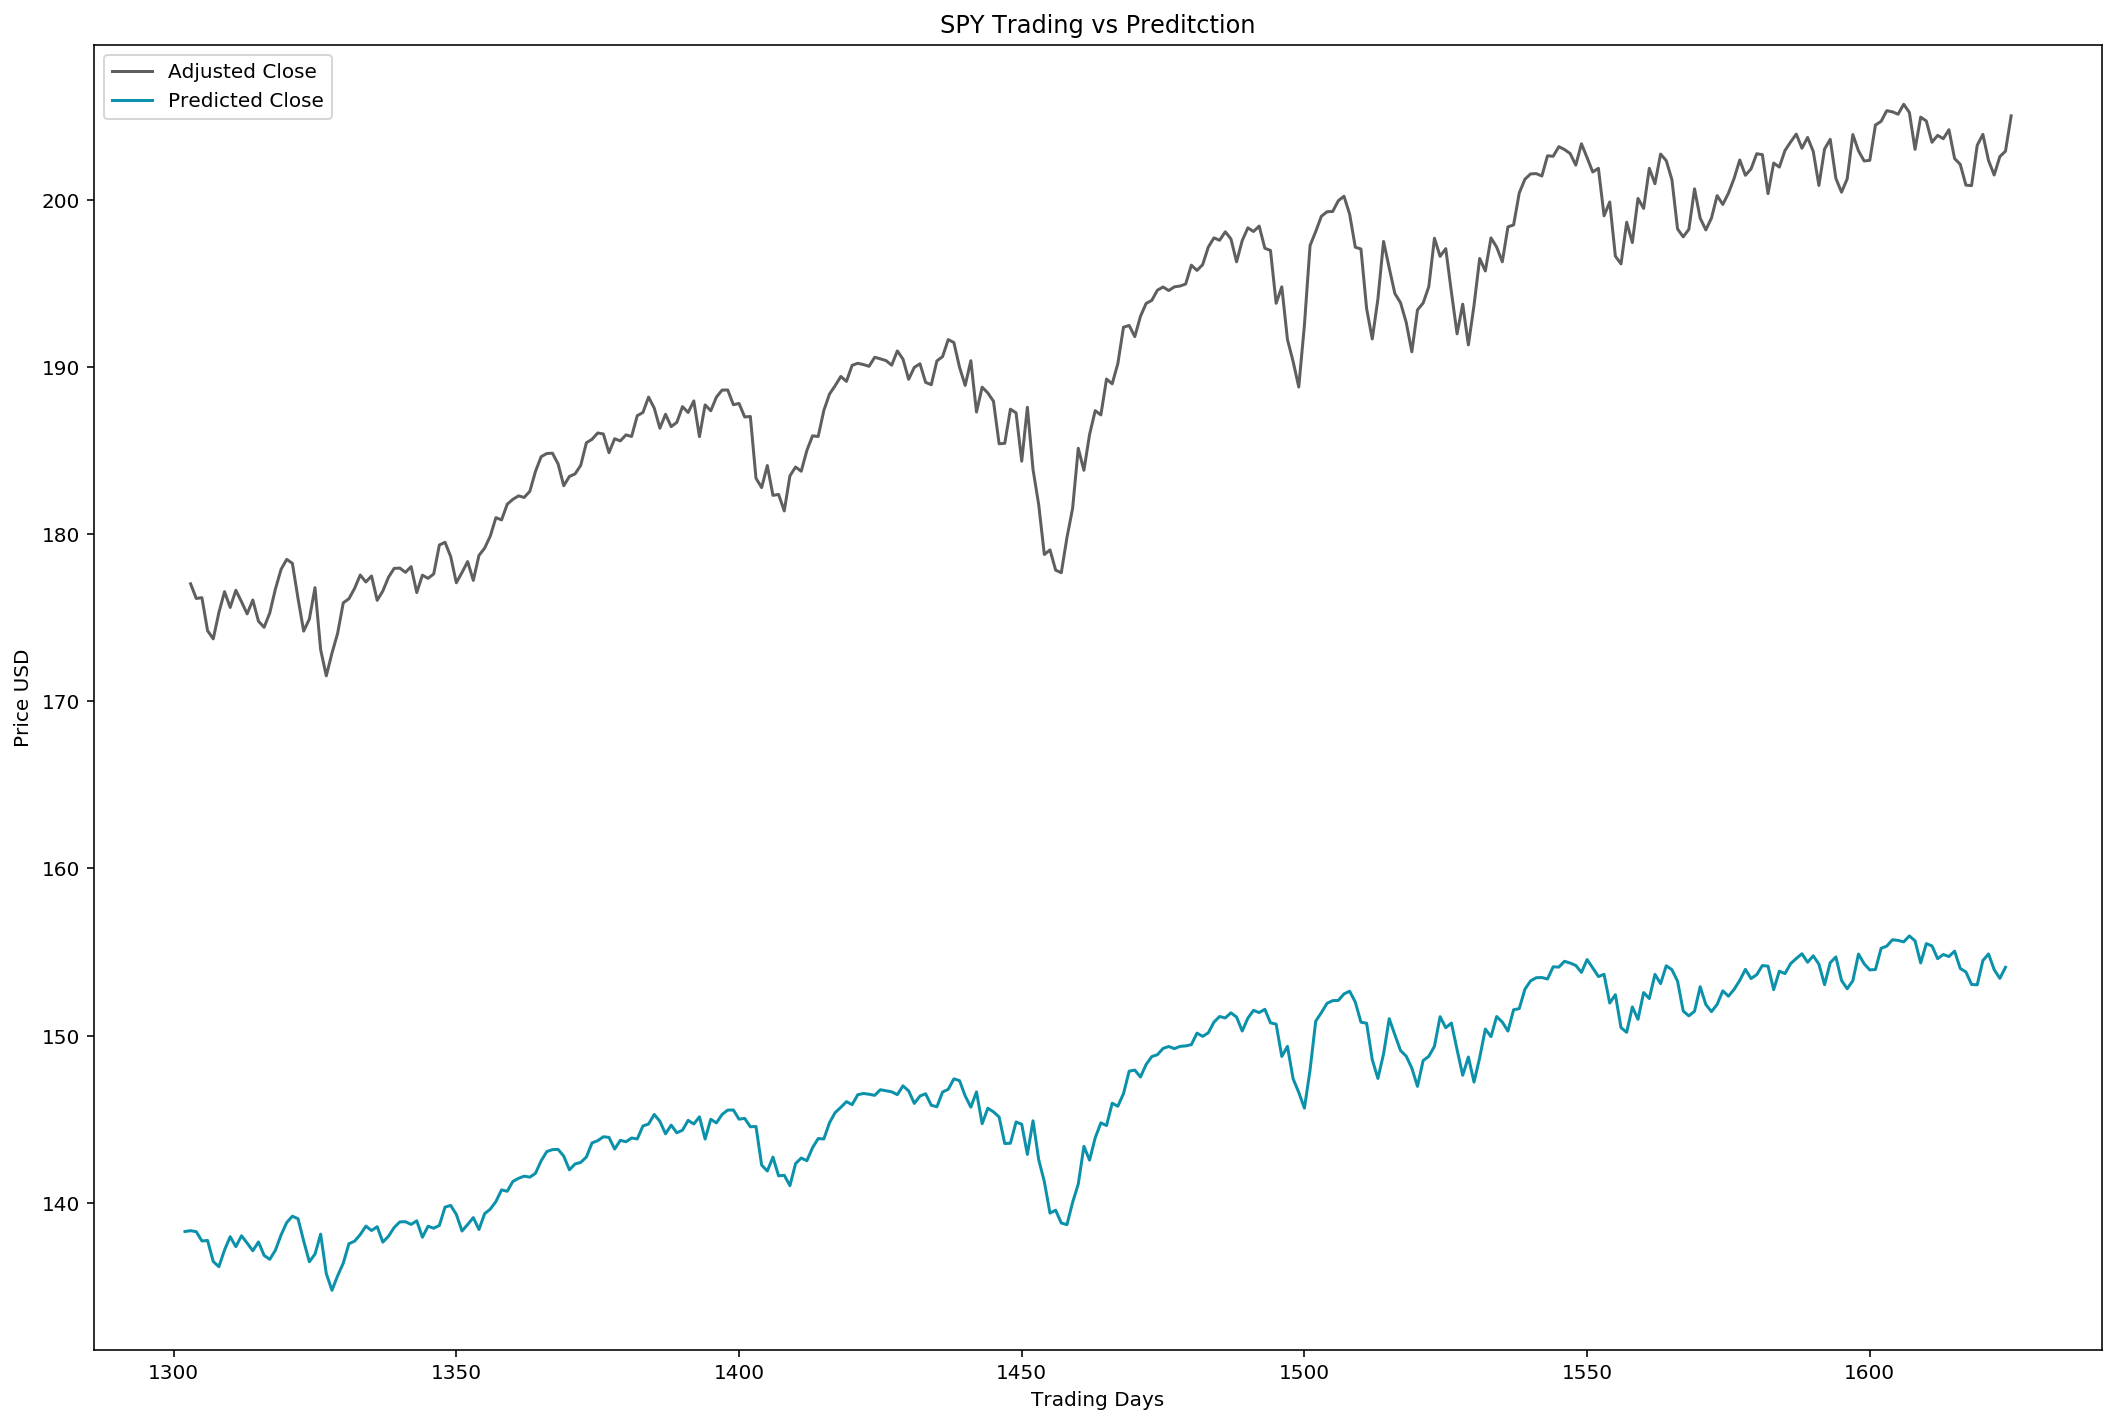 SPY Trading vs Preditction
Adjusted Close
Predicted Close
Price USD
200
190
180
170
160
150
140
1300 1350 1400 1450 1500 1550 1600
Trading Days